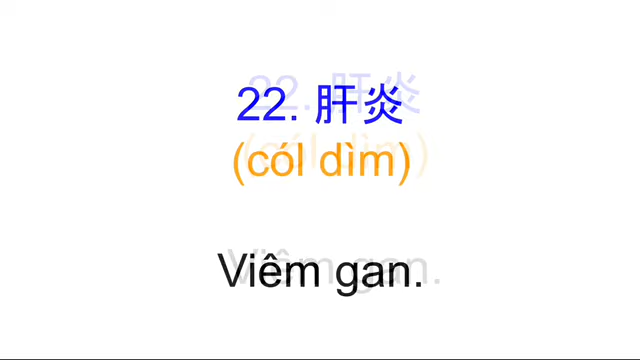 22. 肝炎
(cól dìm)
Viêm gan.